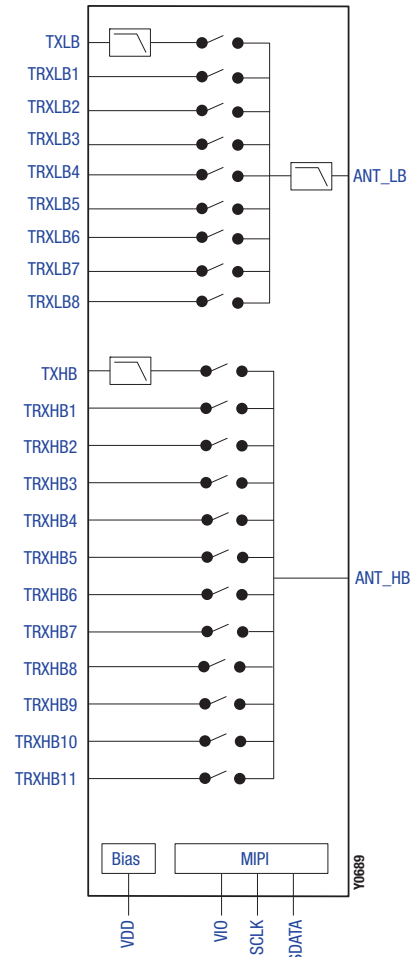 TXLB
TRXLB1
TRXLB2
TRXLB3
TRXLB4
ANT_LB
TRXLB5
TRXLB6
TRXLB7
TRXLB8
TXHB
TRXHB1
TRXHB2
TRXHB3
TRXHB4
TRXHB5
ANT_HB
TRXHB6
TRXHB7
TRXHB8
TRXHB9
TRXHB10
TRXHB11
Bias
MIPI
Y0689
VDD
VIO
SCLK
SDATA